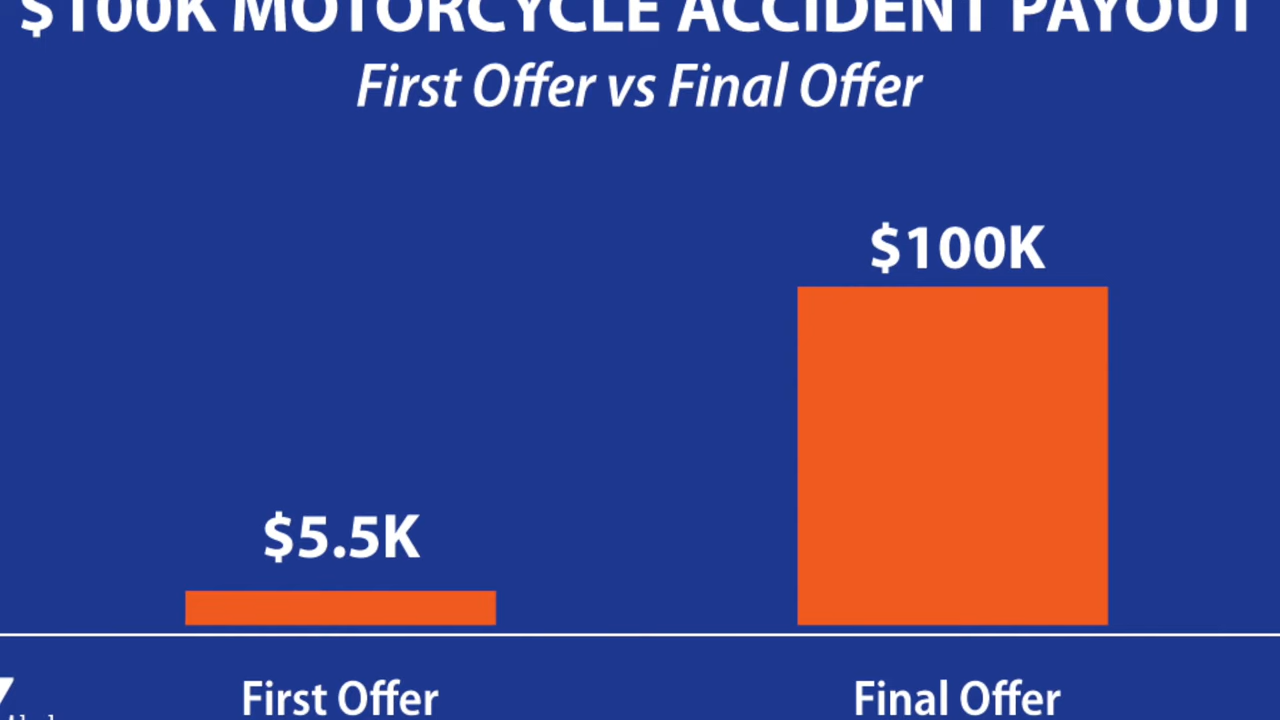 $100K MOTORCYCLE ACCIDENT PAYOUT
First Offer vs Final Offer
$100K
$5.5K
First Offer
Final Offer